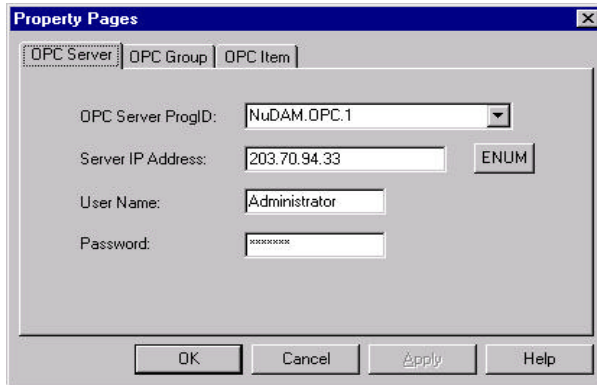 Property Pages
OPC Server OPC Group OPC Item
OPC Server ProgID: NuDAM.OPC.1
Server IP Address: 203.70.94.33 ENUM
User Name: Administrator
Password: *******
OK Cancel Apply Help